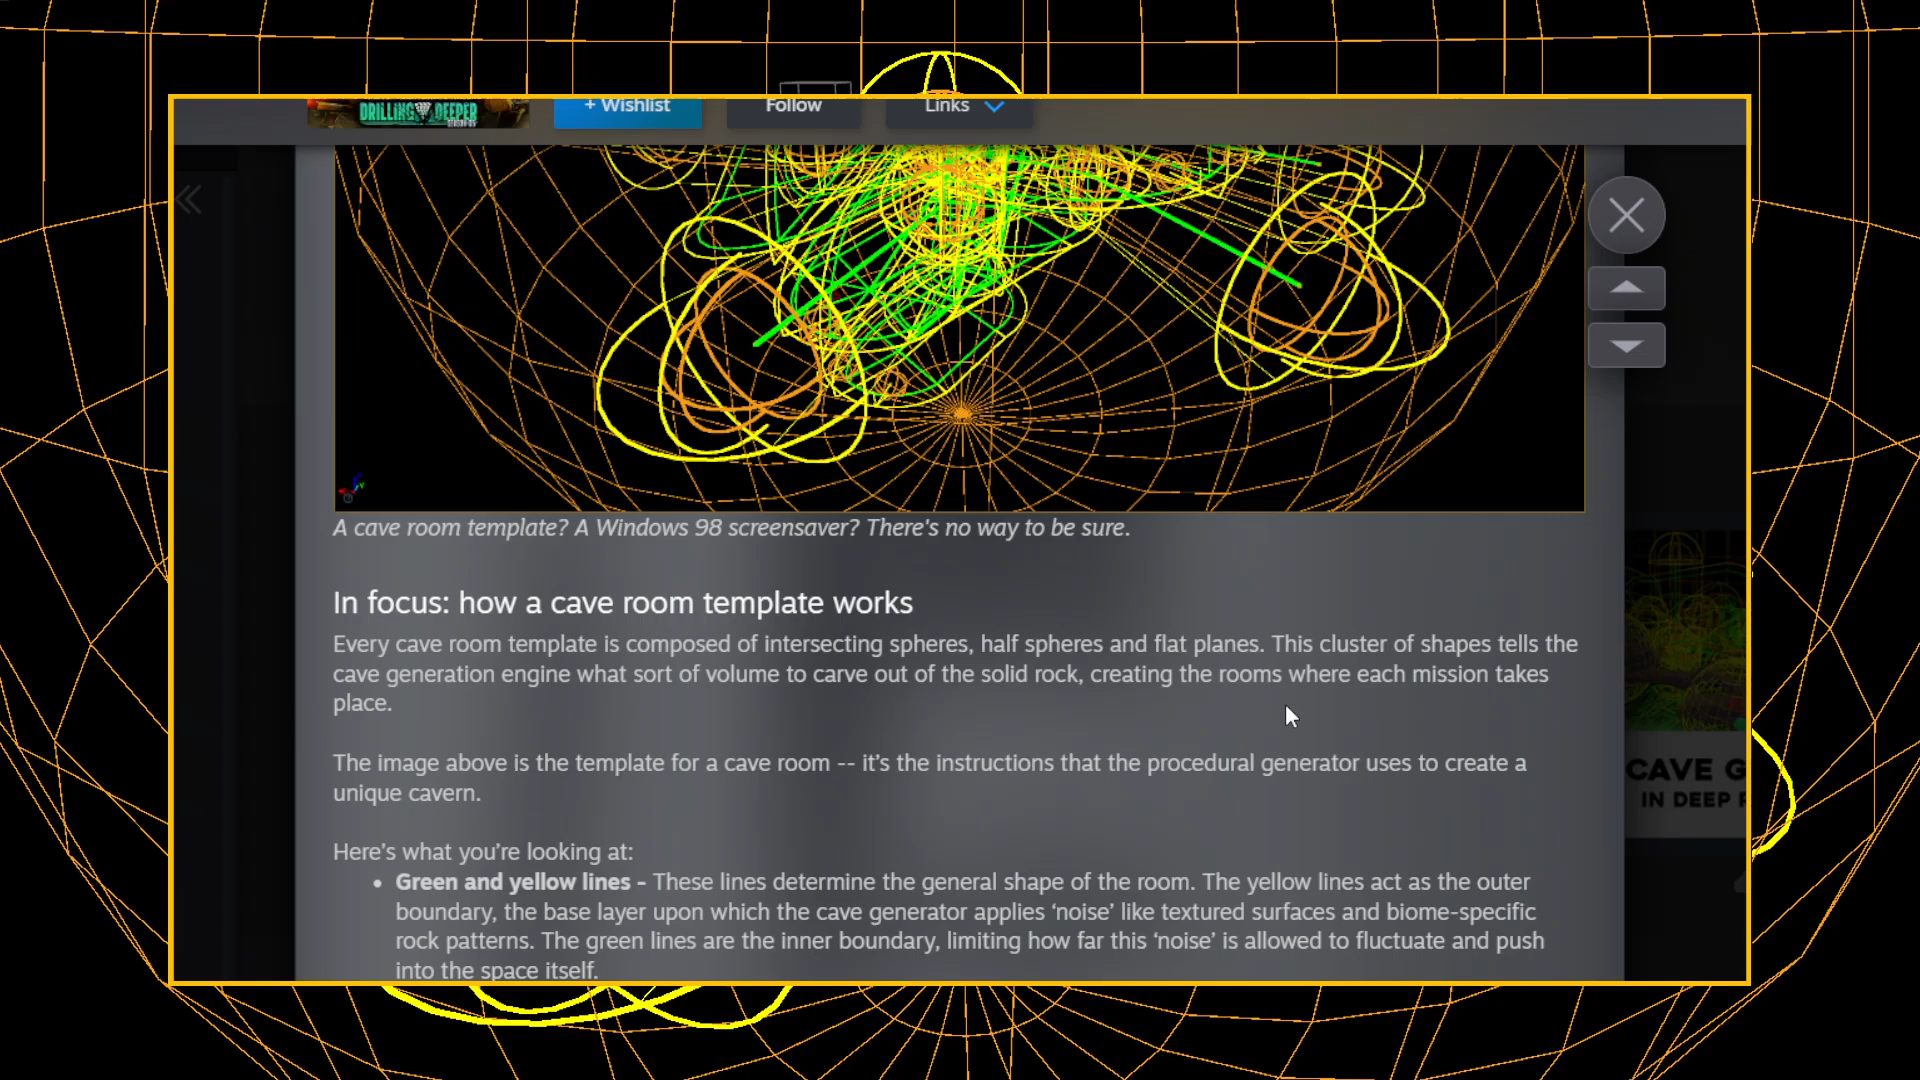 DRILLING DEEPER
+ Wishlist
Follow
Links
A cave room template? A Windows 98 screensaver? There's no way to be sure.
In focus: how a cave room template works
Every cave room template is composed of intersecting spheres, half spheres and flat planes. This cluster of shapes tells the
cave generation engine what sort of volume to carve out of the solid rock, creating the rooms where each mission takes
place.
The image above is the template for a cave room -- it's the instructions that the procedural generator uses to create a
unique cavern.
Here's what you're looking at:
• Green and yellow lines - These lines determine the general shape of the room. The yellow lines act as the outer
boundary, the base layer upon which the cave generator applies 'noise' like textured surfaces and biome-specific
rock patterns. The green lines are the inner boundary, limiting how far this 'noise' is allowed to fluctuate and push
into the space itself.
CAVE G
IN DEEP